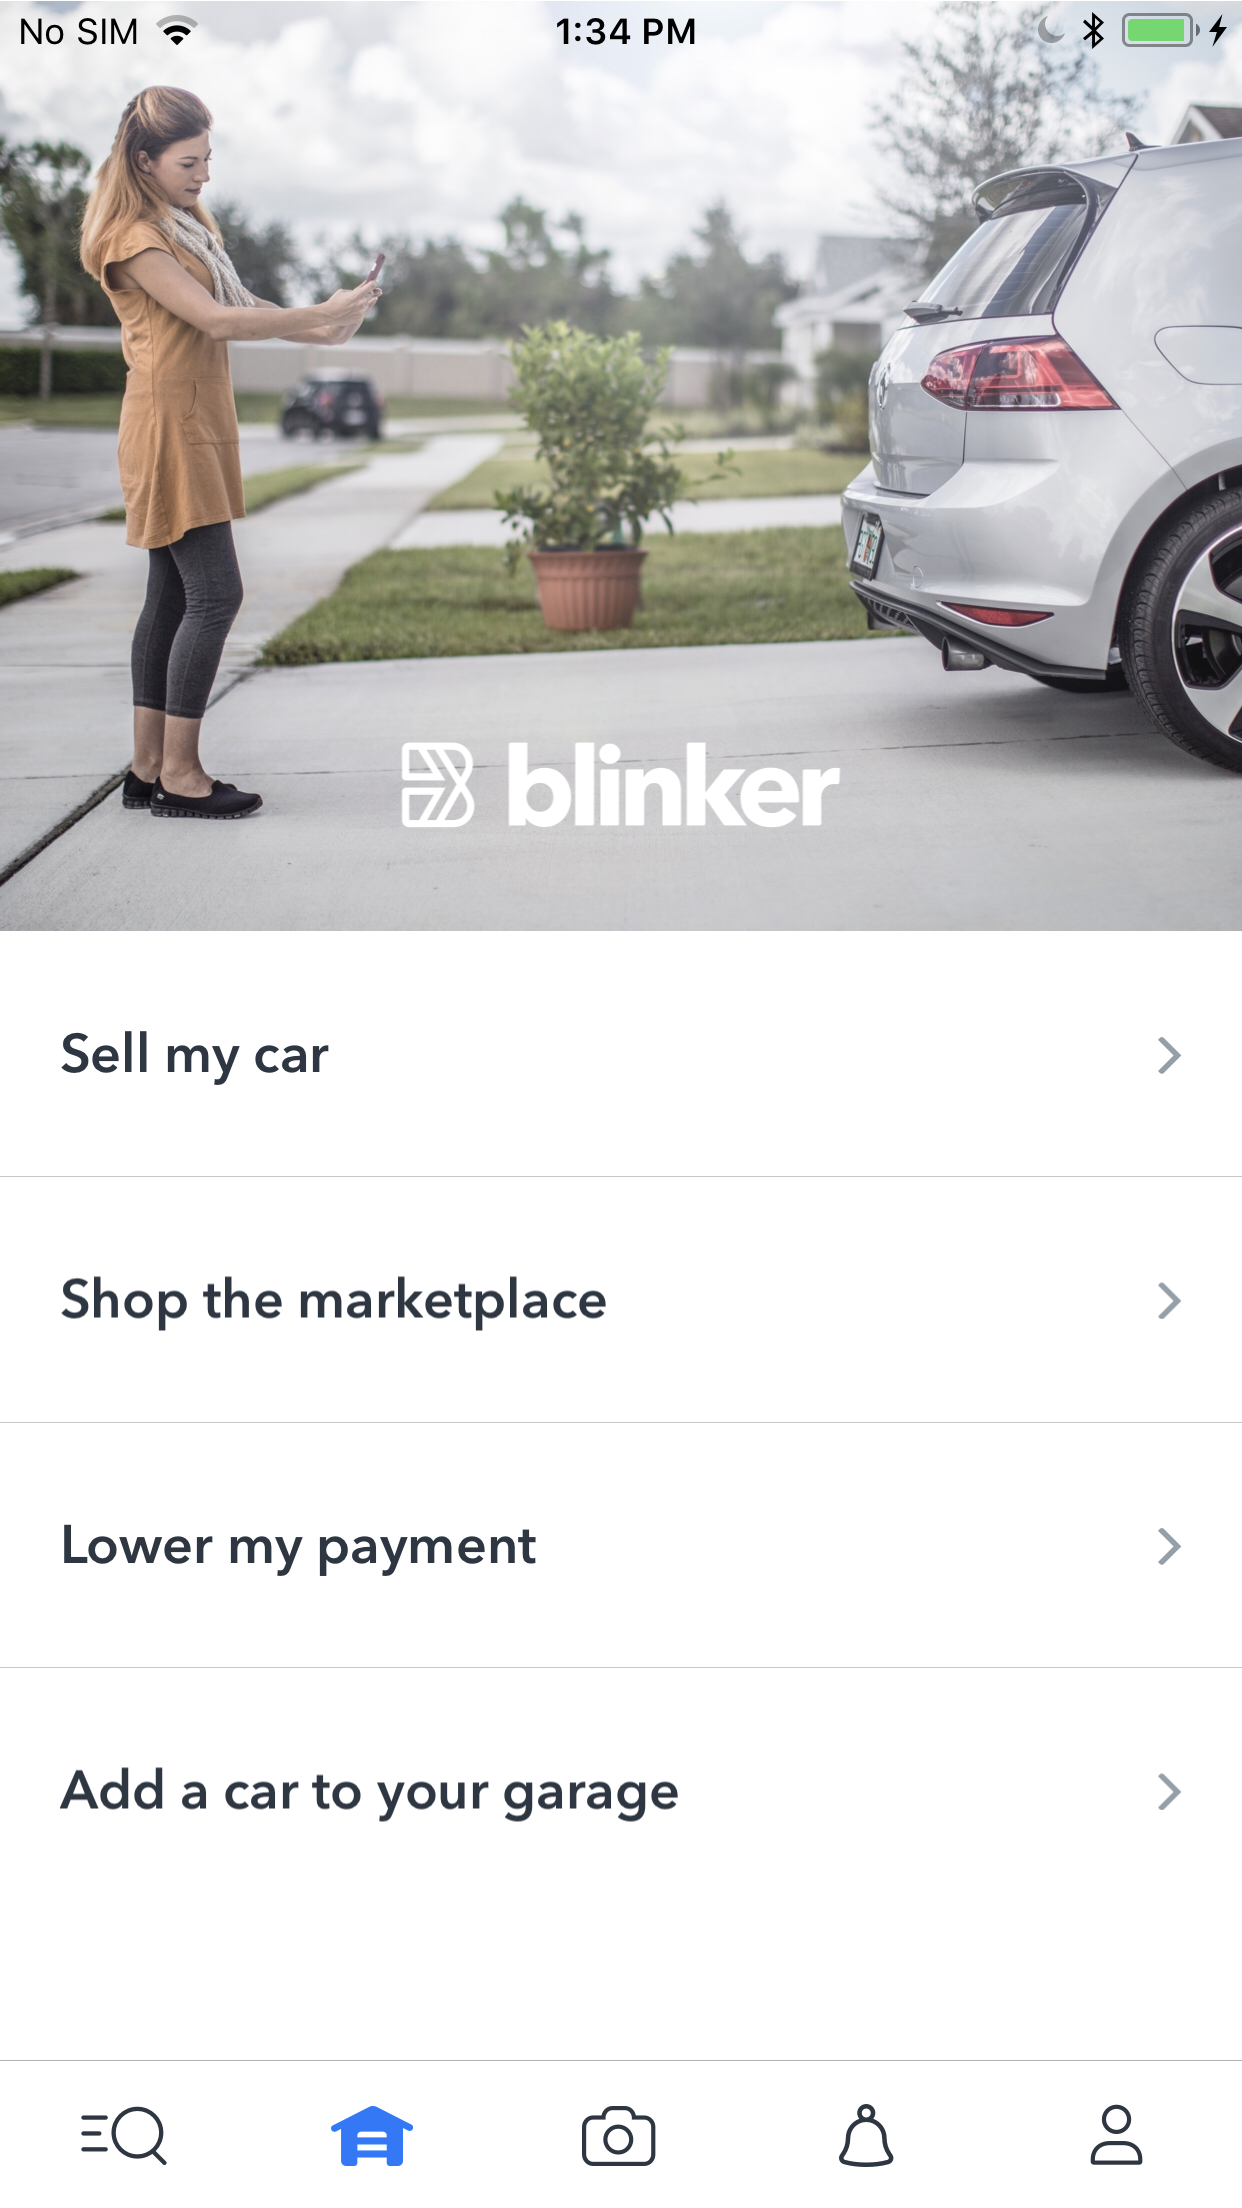 No SIM 1:34 PM
blinker
Sell my car
Shop the marketplace
Lower my payment
Add a car to your garage